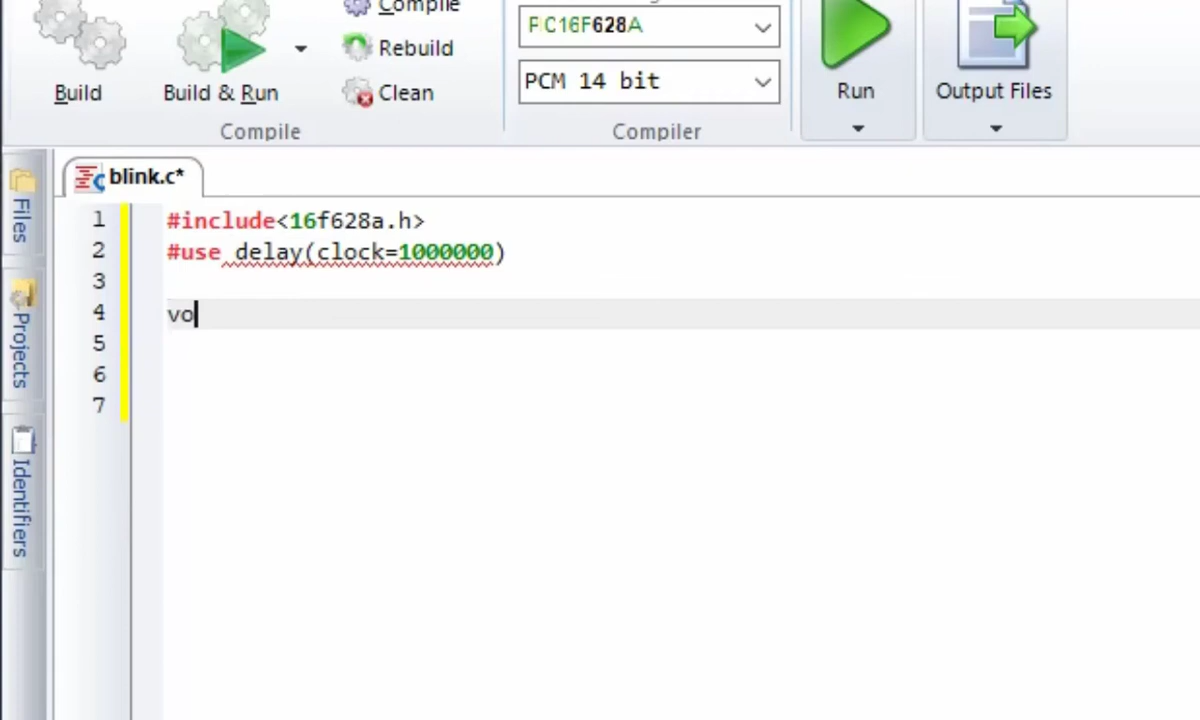 Compile
PIC16F628A
Rebuild
PCM 14 bit
Build
Build & Run
Clean
Run
Output Files
Compile
Compiler
blink.c*
Files
Projects
Identifiers
1 #include<16f628a.h>
2 #use delay(clock=1000000)
3
4 vo
5
6
7